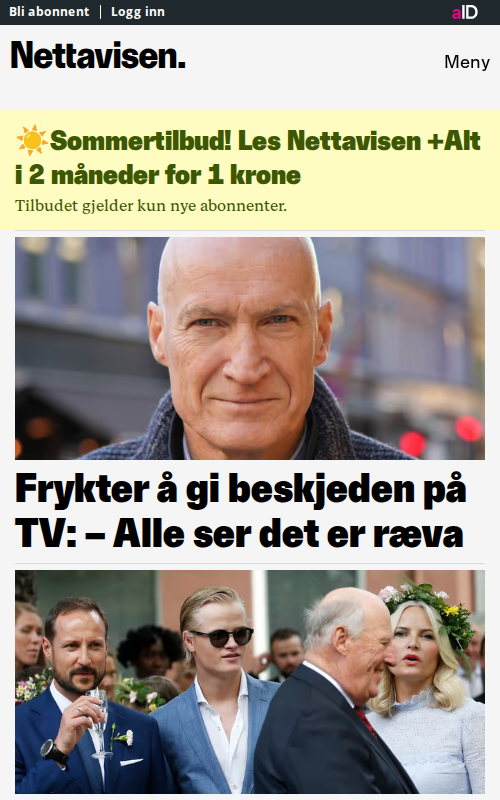 Bli abonnent | Logg inn
aID
Nettavisen.
Meny
☀️Sommertilbud! Les Nettavisen +Alt
i 2 måneder for 1 krone
Tilbudet gjelder kun nye abonnenter.
Frykter å gi beskjeden på
TV: – Alle ser det er ræva